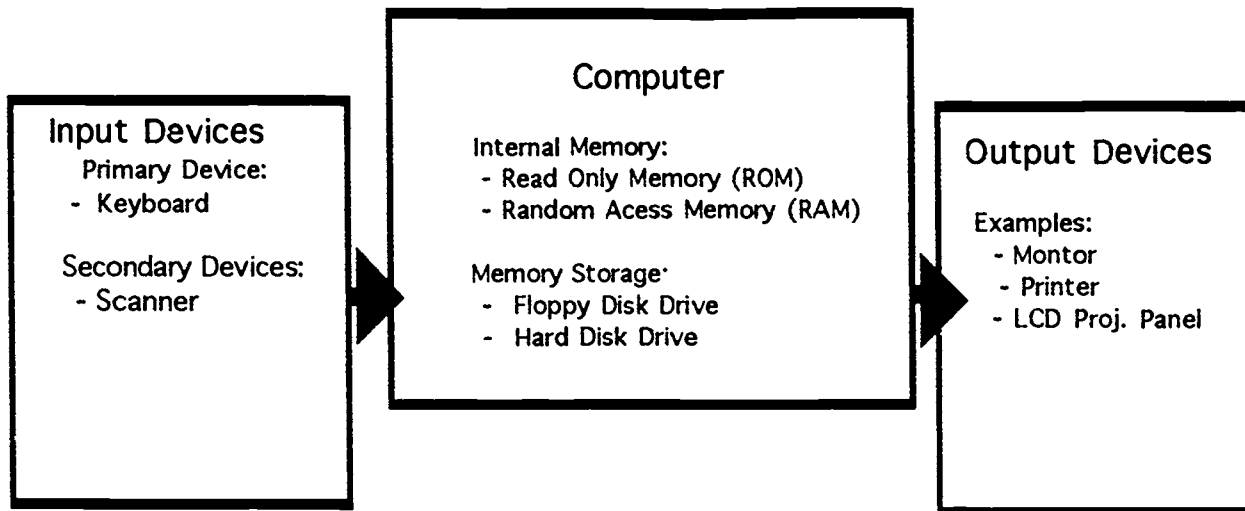 Input Devices
Primary Device:
- Keyboard
Secondary Devices:
- Scanner
Computer
Internal Memory:
- Read Only Memory (ROM)
- Random Acess Memory (RAM)
Memory Storage:
- Floppy Disk Drive
- Hard Disk Drive
Output Devices
Examples:
- Montor
- Printer
- LCD Proj. Panel